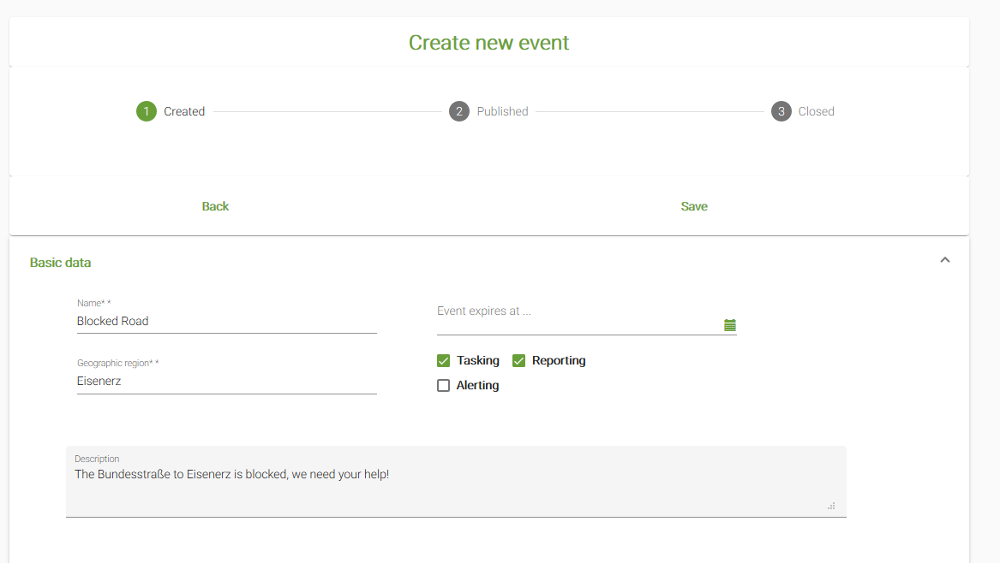 Create new event
1 Created 2 Published 3 Closed
Back Save
Basic data
Name* *
Blocked Road
Event expires at ...
Geographic region* *
Eisenerz
Tasking Reporting
Alerting
Description
The Bundesstraße to Eisenerz is blocked, we need your help!